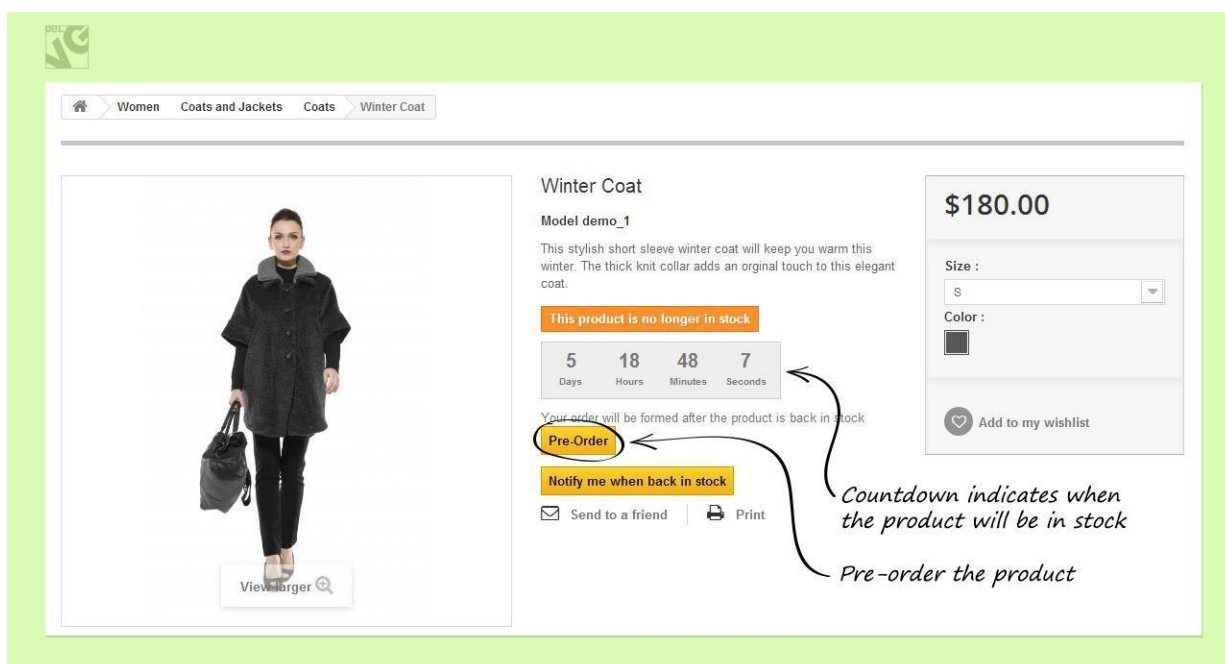 Women Coats and Jackets Coats Winter Coat
Winter Coat
Model demo_1
This stylish short sleeve winter coat will keep you warm this
winter. The thick knit collar adds an orginal touch to this elegant
coat.
This product is no longer in stock
5 18 48 7
Days Hours Minutes Seconds
Your order will be formed after the product is back in stock
Pre-Order
Notify me when back in stock
Send to a friend Print
View larger
$180.00
Size :
S
Color :
Add to my wishlist
Countdown indicates when
the product will be in stock
Pre-order the product